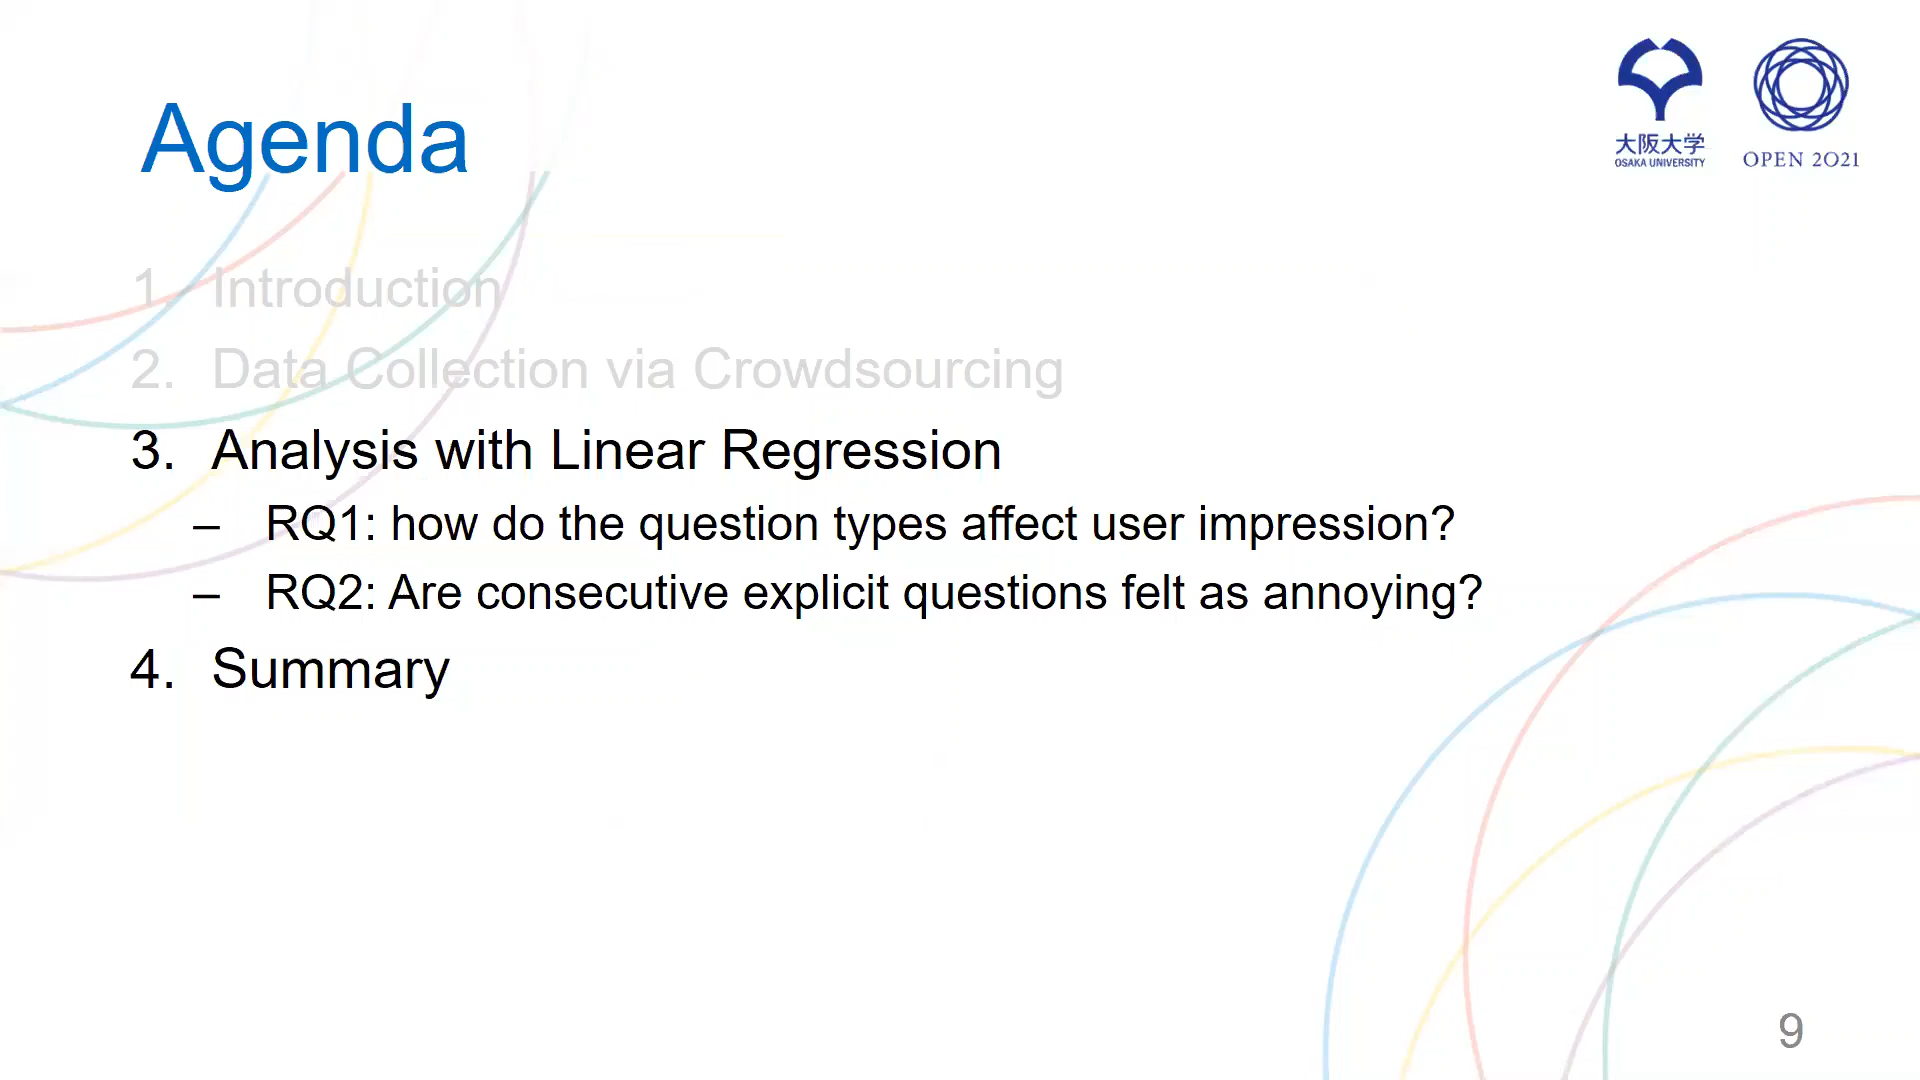 Agenda
大阪大学
OSAKA UNIVERSITY
OPEN 2O21
1. Introduction
2. Data Collection via Crowdsourcing
3. Analysis with Linear Regression
– RQ1: how do the question types affect user impression?
– RQ2: Are consecutive explicit questions felt as annoying?
4. Summary
9